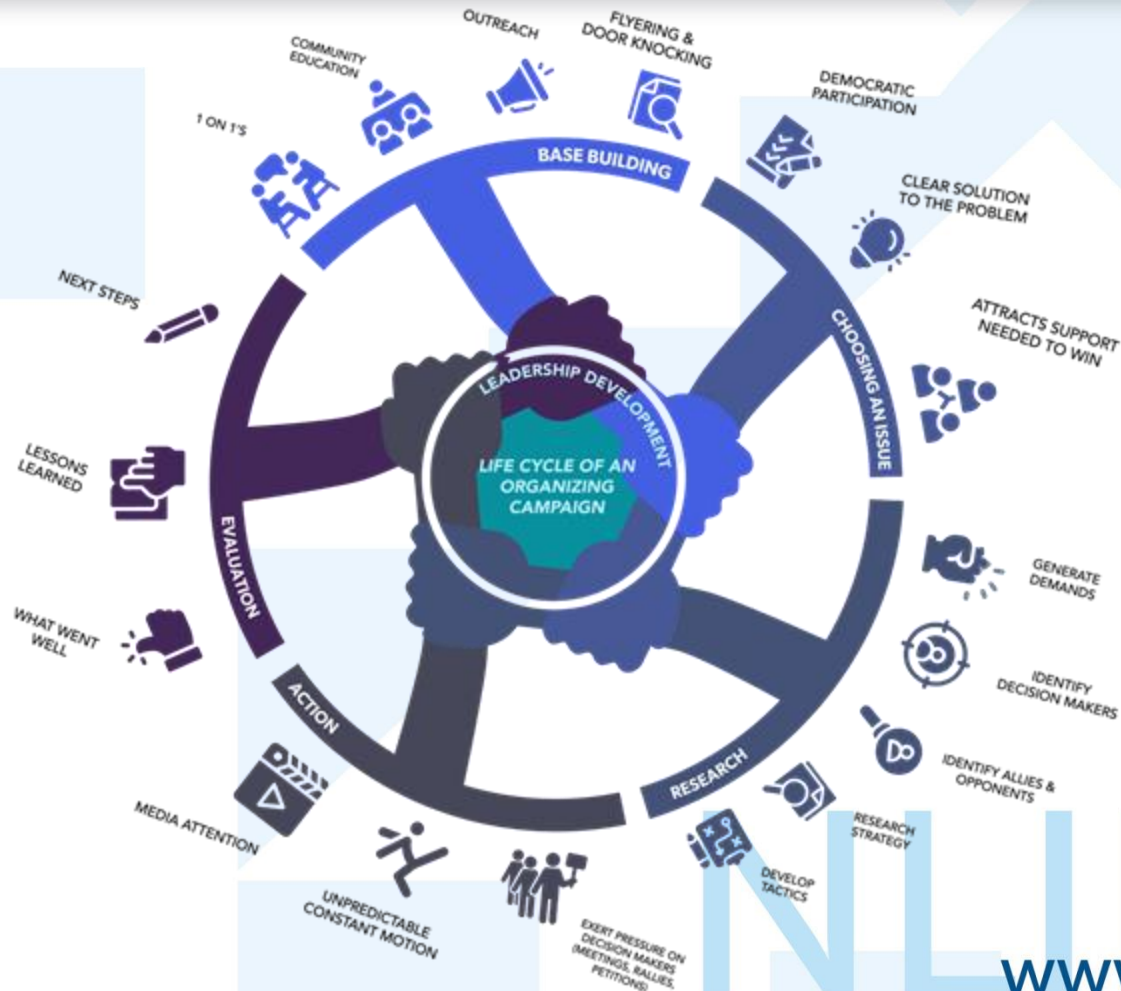 OUTREACH
FLYERING &
DOOR KNOCKING
COMMUNITY
EDUCATION
1 ON 1'S
BASE BUILDING
DEMOCRATIC
PARTICIPATION
CLEAR SOLUTION
TO THE PROBLEM
ATTRACTS SUPPORT
NEEDED TO WIN
CHOOSING AN ISSUE
GENERATE
DEMANDS
IDENTIFY
DECISION MAKERS
IDENTIFY ALLIES &
OPPONENTS
RESEARCH
STRATEGY
DEVELOP
TACTICS
RESEARCH
EXERT PRESSURE ON
DECISION MAKERS
(MEETINGS, RALLIES,
PETITIONS)
UNPREDICTABLE
CONSTANT MOTION
MEDIA ATTENTION
ACTION
WHAT WENT
WELL
LESSONS
LEARNED
NEXT STEPS
EVALUATION
LEADERSHIP DEVELOPMENT
LIFE CYCLE OF AN
ORGANIZING
CAMPAIGN